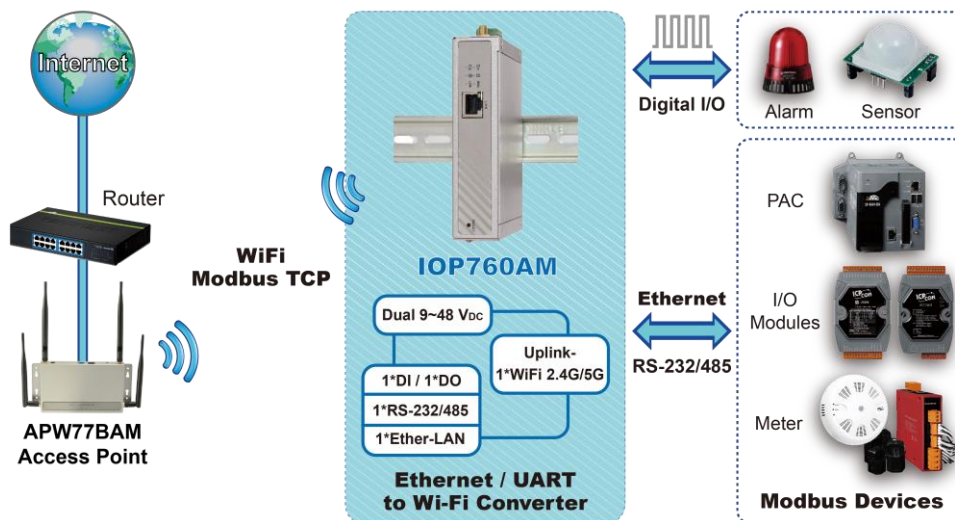 Internet
Router
WiFi
Modbus TCP
APW77BAM
Access Point
IOP760AM
Dual 9~48 VDC
Uplink-
1*WiFi 2.4G/5G
1*DI / 1*DO
1*RS-232/485
1*Ether-LAN
Ethernet / UART
to Wi-Fi Converter
Digital I/O
Ethernet
RS-232/485
Alarm
Sensor
PAC
I/O
Modules
Meter
Modbus Devices